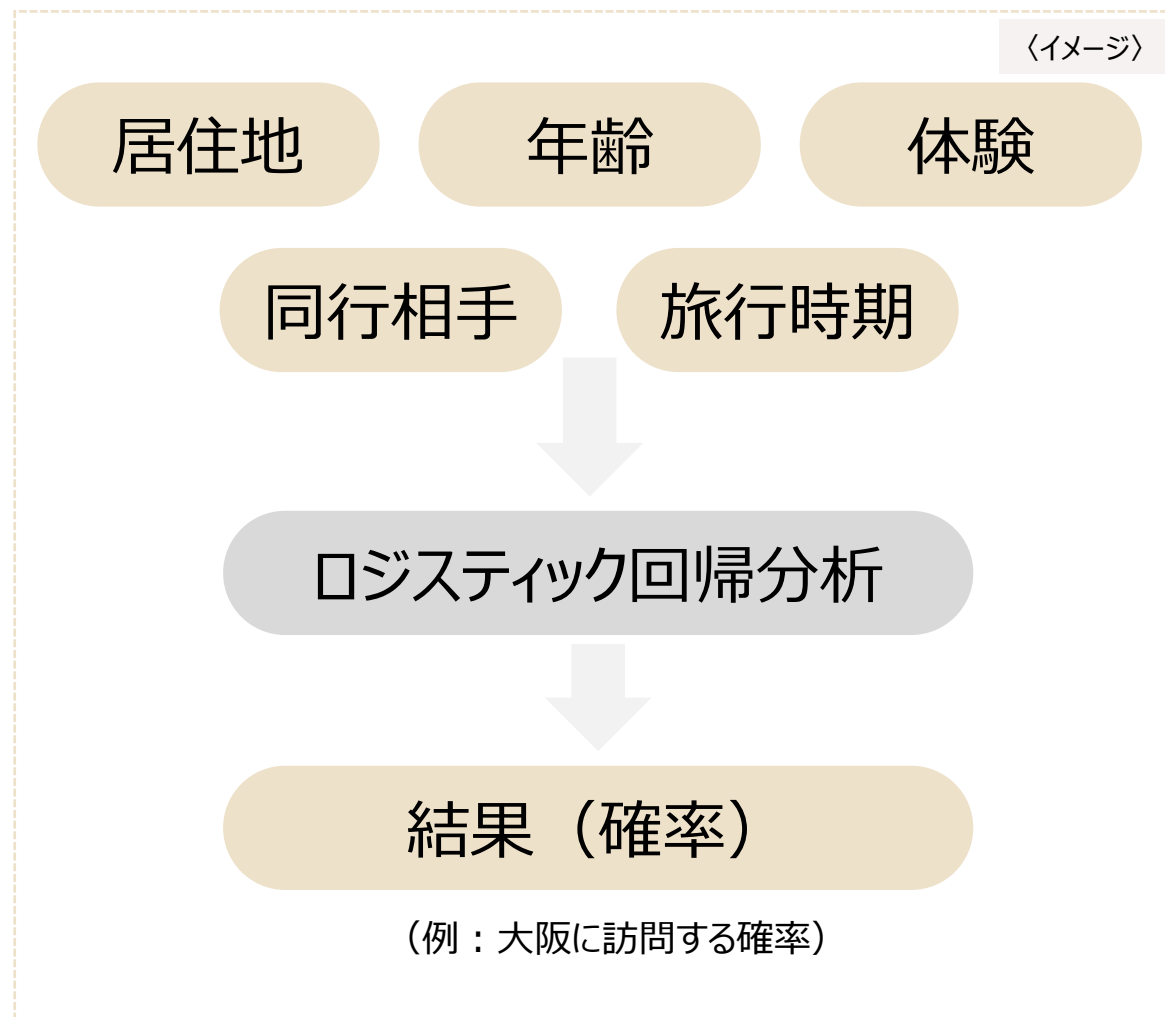 〈イメージ〉
居住地
年齢
体験
同行相手
旅行時期
ロジスティック回帰分析
結果（確率）
（例：大阪に訪問する確率）